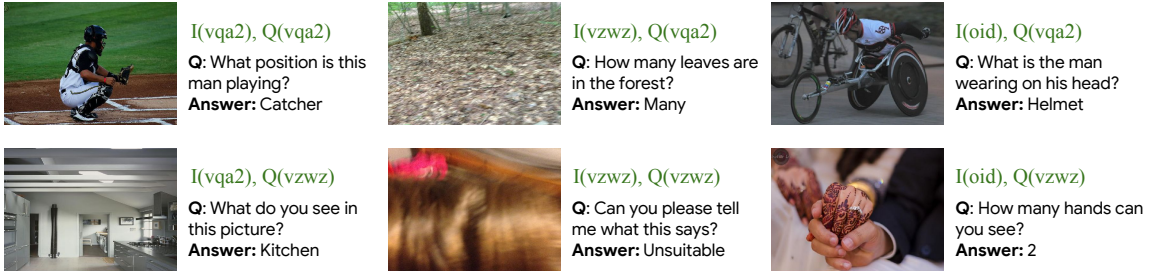 I(vqa2), Q(vqa2)
Q: What position is this
man playing?
Answer: Catcher
I(vzwz), Q(vqa2)
Q: How many leaves are
in the forest?
Answer: Many
I(oid), Q(vqa2)
Q: What is the man
wearing on his head?
Answer: Helmet
I(vqa2), Q(vzwz)
Q: What do you see in
this picture?
Answer: Kitchen
I(vzwz), Q(vzwz)
Q: Can you please tell
me what this says?
Answer: Unsuitable
I(oid), Q(vzwz)
Q: How many hands can
you see?
Answer: 2